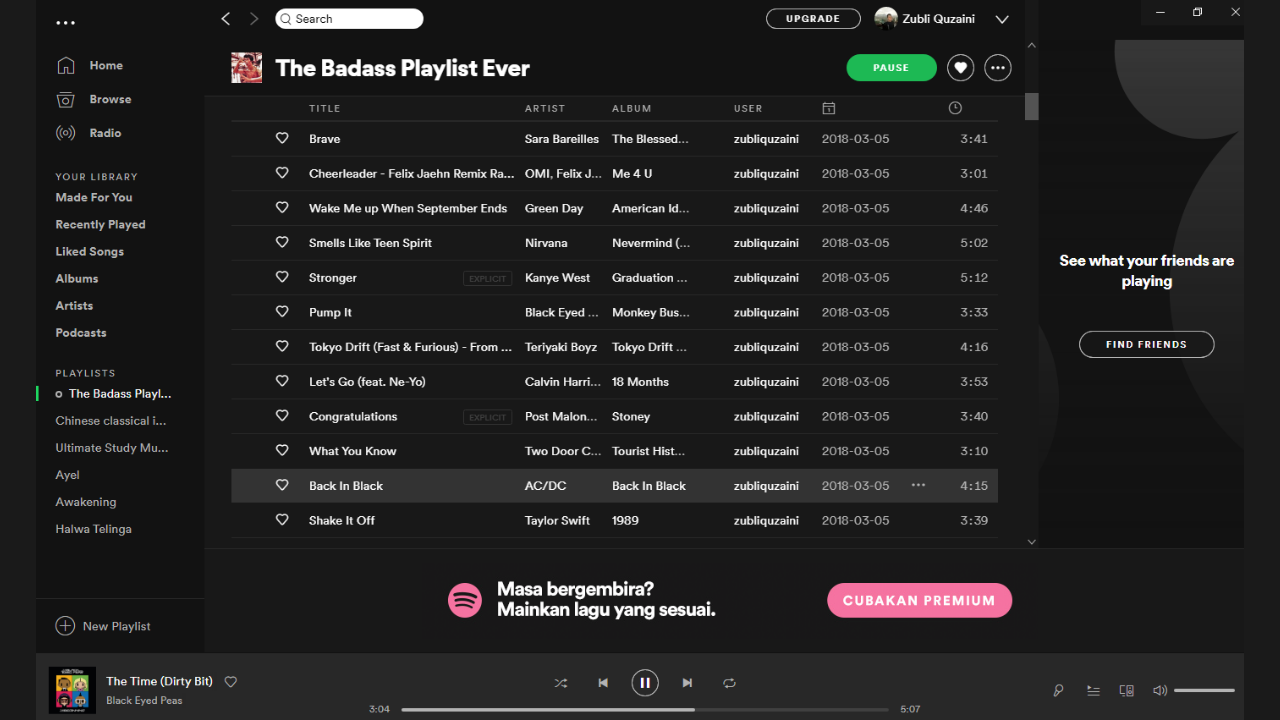 Search
UPGRADE
Zubli Quzaini
Home
Browse
Radio
YOUR LIBRARY
Made For You
Recently Played
Liked Songs
Albums
Artists
Podcasts
PLAYLISTS
The Badass Playl...
Chinese classical i...
Ultimate Study Mu...
Ayel
Awakening
Halwa Telinga
New Playlist
The Badass Playlist Ever
PAUSE
TITLE ARTIST ALBUM USER
Brave Sara Bareilles The Blessed... zubliquzaini 2018-03-05 3:41
Cheerleader - Felix Jaehn Remix Ra... OMI, Felix J... Me 4 U zubliquzaini 2018-03-05 3:01
Wake Me up When September Ends Green Day American Id... zubliquzaini 2018-03-05 4:46
Smells Like Teen Spirit Nirvana Nevermind (... zubliquzaini 2018-03-05 5:02
Stronger EXPLICIT Kanye West Graduation ... zubliquzaini 2018-03-05 5:12
Pump It Black Eyed ... Monkey Bus... zubliquzaini 2018-03-05 3:33
Tokyo Drift (Fast & Furious) - From ... Teriyaki Boyz Tokyo Drift ... zubliquzaini 2018-03-05 4:16
Let's Go (feat. Ne-Yo) Calvin Harri... 18 Months zubliquzaini 2018-03-05 3:53
Congratulations EXPLICIT Post Malon... Stoney zubliquzaini 2018-03-05 3:40
What You Know Two Door C... Tourist Hist... zubliquzaini 2018-03-05 3:10
Back In Black AC/DC Back In Black zubliquzaini 2018-03-05 4:15
Shake It Off Taylor Swift 1989 zubliquzaini 2018-03-05 3:39
See what your friends are
playing
FIND FRIENDS
Masa bergembira?
Mainkan lagu yang sesuai.
CUBAKAN PREMIUM
The Time (Dirty Bit)
Black Eyed Peas
3:04
5:07